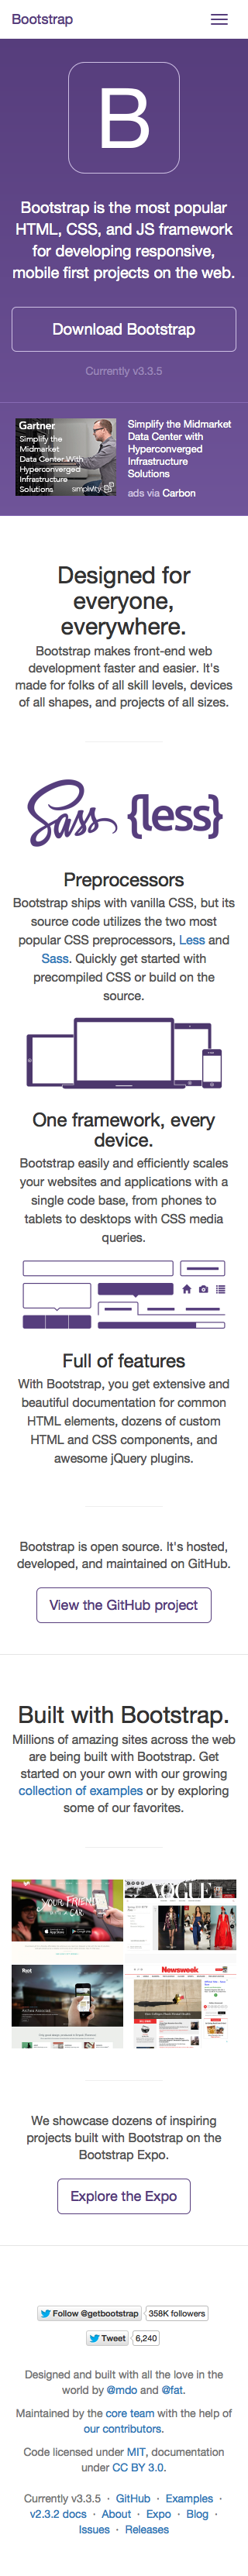 Bootstrap
B
Bootstrap is the most popular
HTML, CSS, and JS framework
for developing responsive,
mobile first projects on the web.
Download Bootstrap
Currently v3.3.5
Gartner
Simplify the
Midmarket
Data Center With
Hyperconverged
Infrastructure
Solutions
simplivity
Simplify the Midmarket
Data Center with
Hyperconverged
Infrastructure
Solutions
ads via Carbon
Designed for
everyone,
everywhere.
Bootstrap makes front-end web
development faster and easier. It's
made for folks of all skill levels, devices
of all shapes, and projects of all sizes.
Sass {less}
Preprocessors
Bootstrap ships with vanilla CSS, but its
source code utilizes the two most
popular CSS preprocessors, Less and
Sass. Quickly get started with
precompiled CSS or build on the
source.
One framework, every
device.
Bootstrap easily and efficiently scales
your websites and applications with a
single code base, from phones to
tablets to desktops with CSS media
queries.
Full of features
With Bootstrap, you get extensive and
beautiful documentation for common
HTML elements, dozens of custom
HTML and CSS components, and
awesome jQuery plugins.
Bootstrap is open source. It's hosted,
developed, and maintained on GitHub.
View the GitHub project
Built with Bootstrap.
Millions of amazing sites across the web
are being built with Bootstrap. Get
started on your own with our growing
collection of examples or by exploring
some of our favorites.
YOUR FRIEND
VOGUE
Newsweek
We showcase dozens of inspiring
projects built with Bootstrap on the
Bootstrap Expo.
Explore the Expo
Follow @getbootstrap 358K followers
Tweet 6,240
Designed and built with all the love in the
world by @mdo and @fat.
Maintained by the core team with the help of
our contributors.
Code licensed under MIT, documentation
under CC BY 3.0.
Currently v3.3.5 · GitHub · Examples ·
v2.3.2 docs · About · Expo · Blog ·
Issues · Releases